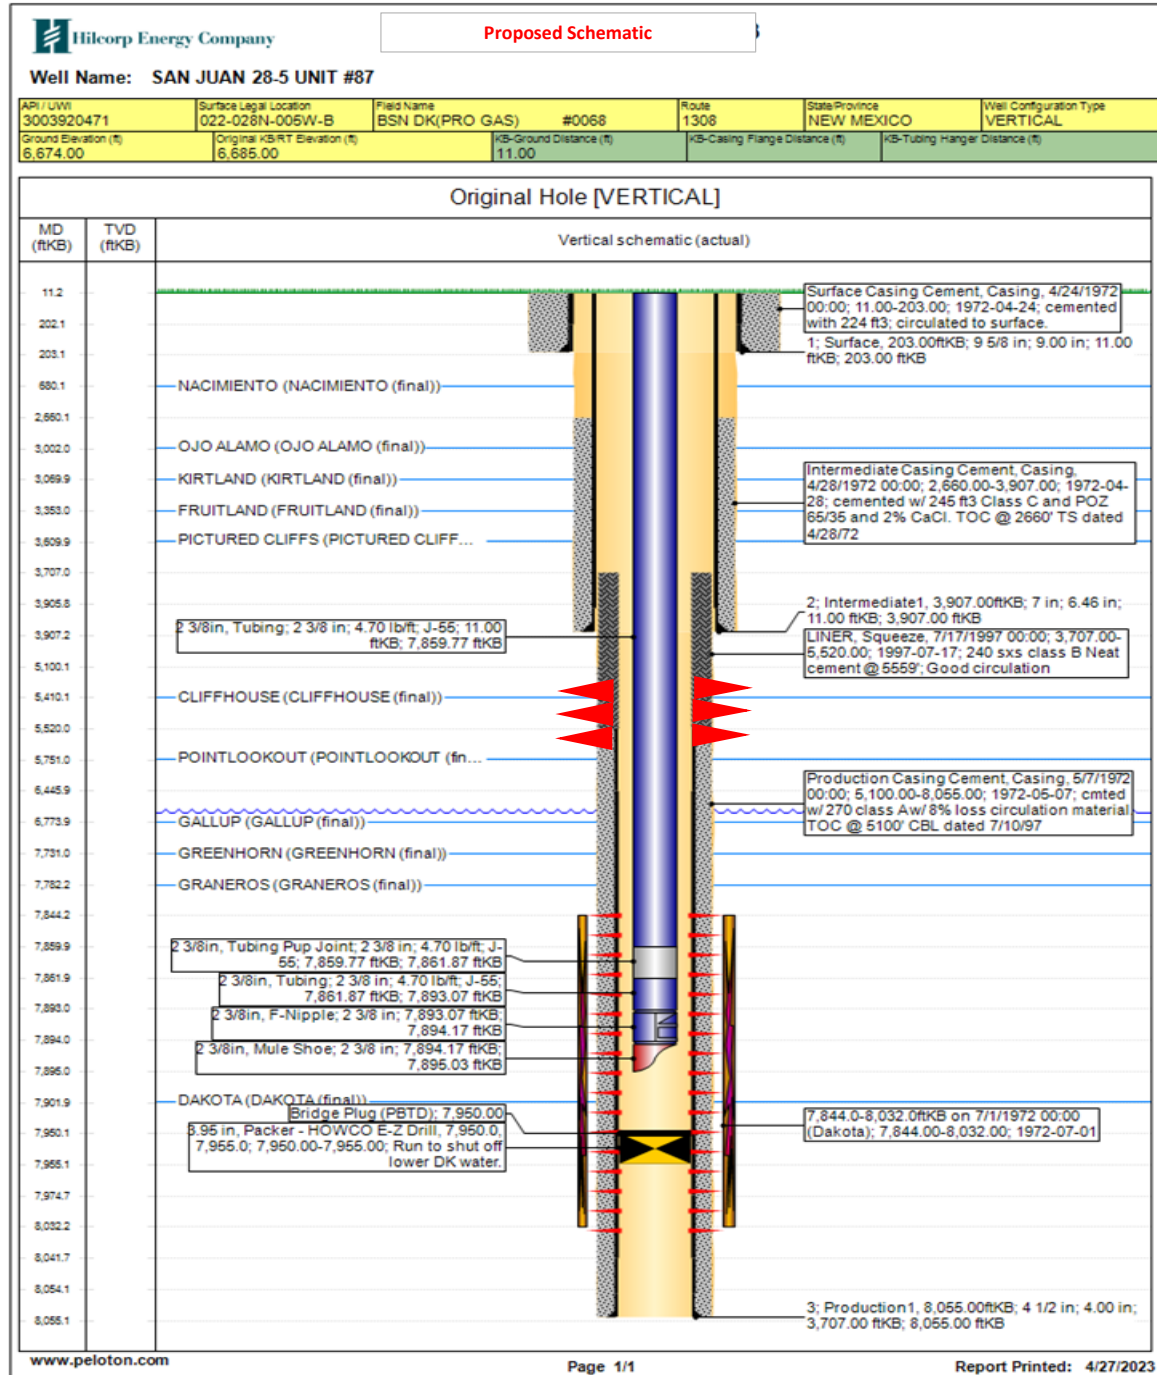 Hilcorp Energy Company
Proposed Schematic
Well Name: SAN JUAN 28-5 UNIT #87
API / UWI
3003920471
Surface Legal Location
022-028N-005W-B
Field Name
BSN DK(PRO GAS) #0068
Route
1308
State/Province
NEW MEXICO
Well Configuration Type
VERTICAL
Ground Elevation (ft)
6,674.00
Original KB/RT Elevation (ft)
6,685.00
KB-Ground Distance (ft)
11.00
KB-Casing Flange Distance (ft)
KB-Tubing Hanger Distance (ft)
Original Hole [VERTICAL]
MD
(ftKB)
TVD
(ftKB)
Vertical schematic (actual)
11.2
202.1
203.1
680.1
2,660.1
3,002.0
3,069.9
3,353.0
3,609.9
3,707.0
3,905.8
3,907.2
5,100.1
5,410.1
5,520.0
5,751.0
6,445.9
6,773.9
7,731.0
7,782.2
7,844.2
7,859.9
7,861.9
7,893.0
7,894.0
7,895.0
7,901.9
7,950.1
7,955.1
7,974.7
8,032.2
8,041.7
8,054.1
8,055.1
NACIMIENTO (NACIMIENTO (final))
OJO ALAMO (OJO ALAMO (final))
KIRTLAND (KIRTLAND (final))
FRUITLAND (FRUITLAND (final))
PICTURED CLIFFS (PICTURED CLIFF...
2 3/8in, Tubing; 2 3/8 in; 4.70 lb/ft; J-55; 11.00
ftKB; 7,859.77 ftKB
CLIFFHOUSE (CLIFFHOUSE (final))
POINTLOOKOUT (POINTLOOKOUT (fin...
GALLUP (GALLUP (final))
GREENHORN (GREENHORN (final))
GRANEROS (GRANEROS (final))
2 3/8in, Tubing Pup Joint; 2 3/8 in; 4.70 lb/ft; J-
55; 7,859.77 ftKB; 7,861.87 ftKB
2 3/8in, Tubing; 2 3/8 in; 4.70 lb/ft; J-55;
7,861.87 ftKB; 7,893.07 ftKB
2 3/8in, F-Nipple; 2 3/8 in; 7,893.07 ftKB;
7,894.17 ftKB
2 3/8in, Mule Shoe; 2 3/8 in; 7,894.17 ftKB;
7,895.03 ftKB
DAKOTA (DAKOTA (final))
Bridge Plug (PBTD); 7,950.00
3.95 in, Packer - HOWCO E-Z Drill, 7,950.0,
7,955.0; 7,950.00-7,955.00; Run to shut off
lower DK water.
Surface Casing Cement, Casing, 4/24/1972
00:00; 11.00-203.00; 1972-04-24; cemented
with 224 ft3; circulated to surface.
1; Surface, 203.00ftKB; 9 5/8 in; 9.00 in; 11.00
ftKB; 203.00 ftKB
Intermediate Casing Cement, Casing,
4/28/1972 00:00; 2,660.00-3,907.00; 1972-04-
28; cemented w/ 245 ft3 Class C and POZ
65/35 and 2% CaCl. TOC @ 2660' TS dated
4/28/72
2; Intermediate1, 3,907.00ftKB; 7 in; 6.46 in;
11.00 ftKB; 3,907.00 ftKB
LINER, Squeeze, 7/17/1997 00:00; 3,707.00-
5,520.00; 1997-07-17; 240 sxs class B Neat
cement @ 5559'; Good circulation
Production Casing Cement, Casing, 5/7/1972
00:00; 5,100.00-8,055.00; 1972-05-07; cmted
w/ 270 class A w/ 8% loss circulation material
TOC @ 5100' CBL dated 7/10/97
7,844.0-8,032.0ftKB on 7/1/1972 00:00
(Dakota); 7,844.00-8,032.00; 1972-07-01
3; Production1, 8,055.00ftKB; 4 1/2 in; 4.00 in;
3,707.00 ftKB; 8,055.00 ftKB
www.peloton.com
Page 1/1
Report Printed: 4/27/2023